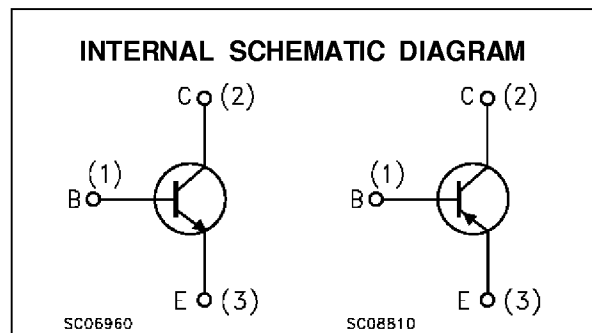 INTERNAL SCHEMATIC DIAGRAM
C (2)
C (2)
(1)
B
(1)
B
E (3)
E (3)
SC06960
SC08810